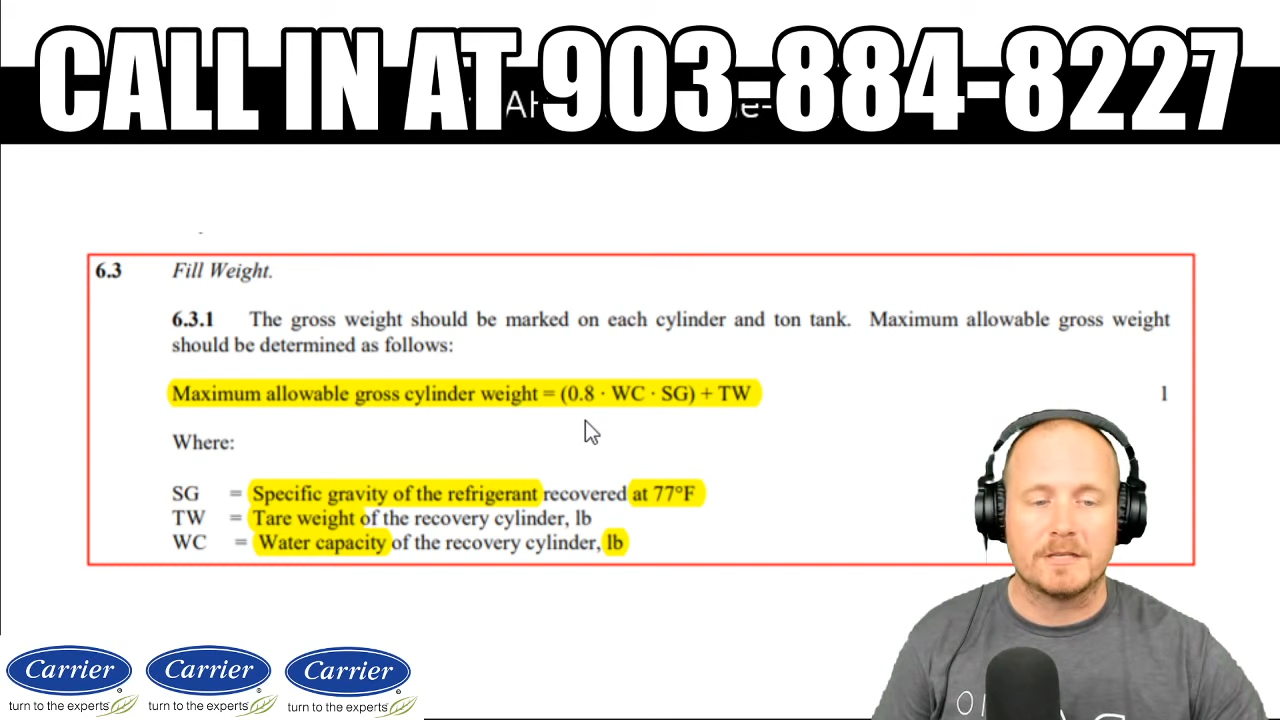 CALL IN AT 903-884-8227
6.3 Fill Weight.
6.3.1 The gross weight should be marked on each cylinder and ton tank. Maximum allowable gross weight
should be determined as follows:
Maximum allowable gross cylinder weight = (0.8 · WC · SG) + TW 1
Where:
SG = Specific gravity of the refrigerant recovered at 77°F
TW = Tare weight of the recovery cylinder, lb
WC = Water capacity of the recovery cylinder, lb
Carrier Carrier Carrier
turn to the experts turn to the experts turn to the experts